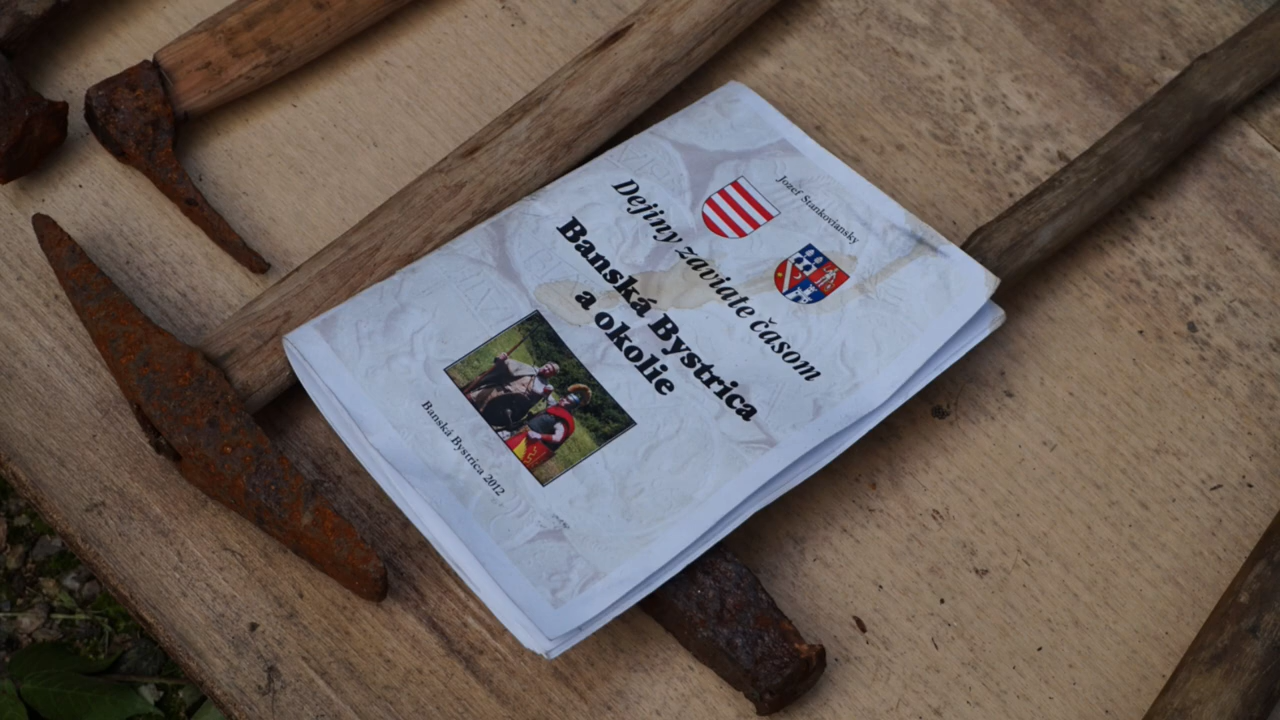 Jozef Stankoviansky
Dejiny zaviate časom
Banská Bystrica
a okolie
Banská Bystrica 2012